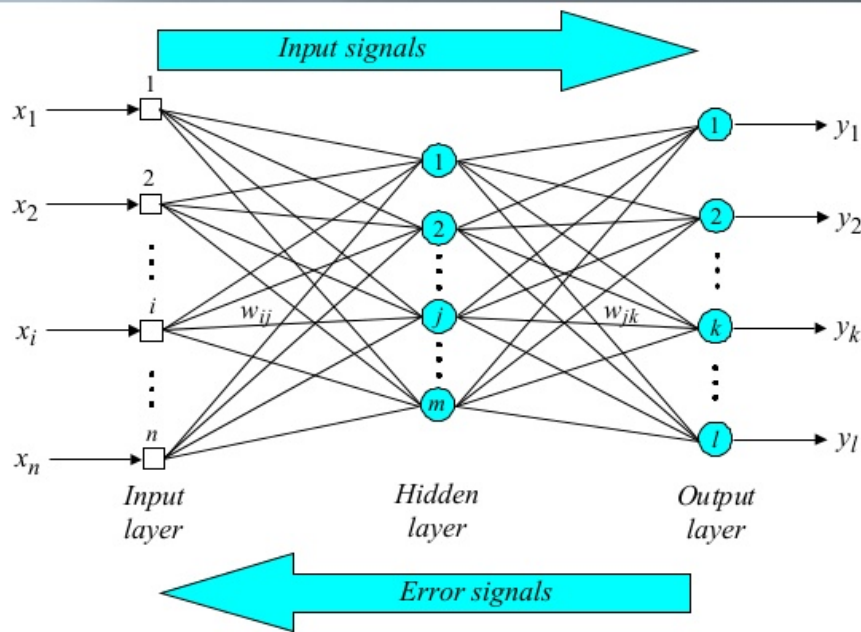 Input signals
1
x1
1
1
y1
2
x2
2
2
y2
i
xi
wij
j
wjk
k
yk
n
m
xn
l
yl
Input
layer
Hidden
layer
Output
layer
Error signals